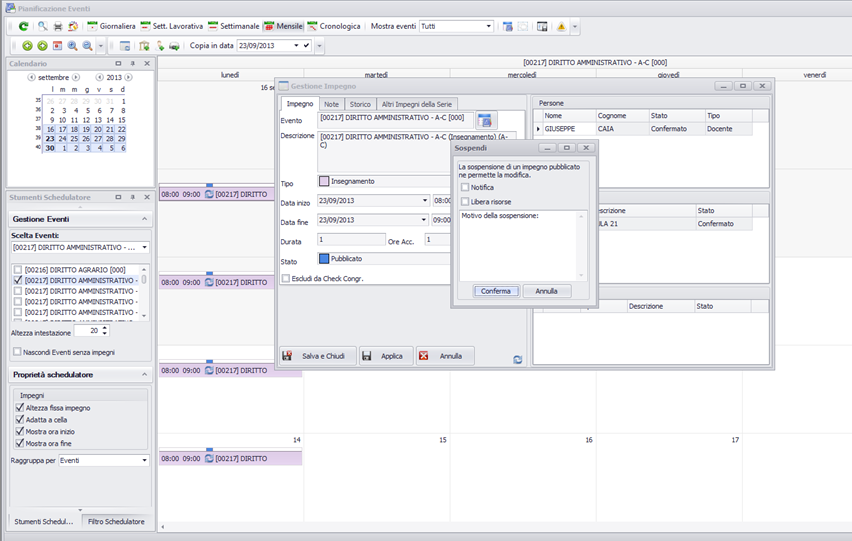 Pianificazione Eventi
Giornaliera Sett. Lavorativa Settimanale Mensile Cronologica Mostra eventi Tutti
Copia in data 23/09/2013
Calendario
settembre 2013
l m m g v s d
35 26 27 28 29 30 31 1
36 2 3 4 5 6 7 8
37 9 10 11 12 13 14 15
38 16 17 18 19 20 21 22
39 23 24 25 26 27 28 29
40 30 1 2 3 4 5 6
Stumenti Schedulatore
Gestione Eventi
Scelta Eventi:
[00217] DIRITTO AMMINISTRATIVO - ...
[00216] DIRITTO AGRARIO [000]
[00217] DIRITTO AMMINISTRATIVO -
[00217] DIRITTO AMMINISTRATIVO -
[00217] DIRITTO AMMINISTRATIVO -
[00217] DIRITTO AMMINISTRATIVO -
Altezza intestazione 20
Nascondi Eventi senza impegni
Proprietà schedulatore
Impegni
Altezza fissa impegno
Adatta a cella
Mostra ora inizio
Mostra ora fine
Raggruppa per Eventi
Stumenti Schedul... Filtro Schedulatore
[00217] DIRITTO AMMINISTRATIVO - A-C [000]
lunedì martedì mercoledì giovedì venerdì
16 se
08:00 09:00 [00217] DIRITTO
08:00 09:00 [00217] DIRITTO
08:00 09:00 [00217] DIRITTO
14 15 16 17
08:00 09:00 [00217] DIRITTO
Gestione Impegno
Impegno Note Storico Altri Impegni della Serie
Evento [00217] DIRITTO AMMINISTRATIVO - A-C [000]
Descrizione [00217] DIRITTO AMMINISTRATIVO - A-C (Insegnamento) (A-
C)
Tipo Insegnamento
Data inizo 23/09/2013 08:00
Data fine 23/09/2013 09:00
Durata 1 Ore Acc. 1
Stato Pubblicato
Escludi da Check Congr.
Salva e Chiudi Applica Annulla
Persone
Nome Cognome Stato Tipo
GIUSEPPE CAIA Confermato Docente
escrizione Stato
ULA 21 Confermato
Descrizione Stato
Sospendi
La sospensione di un impegno pubblicato
ne permette la modifica.
Notifica
Libera risorse
Motivo della sospensione:
Conferma Annulla